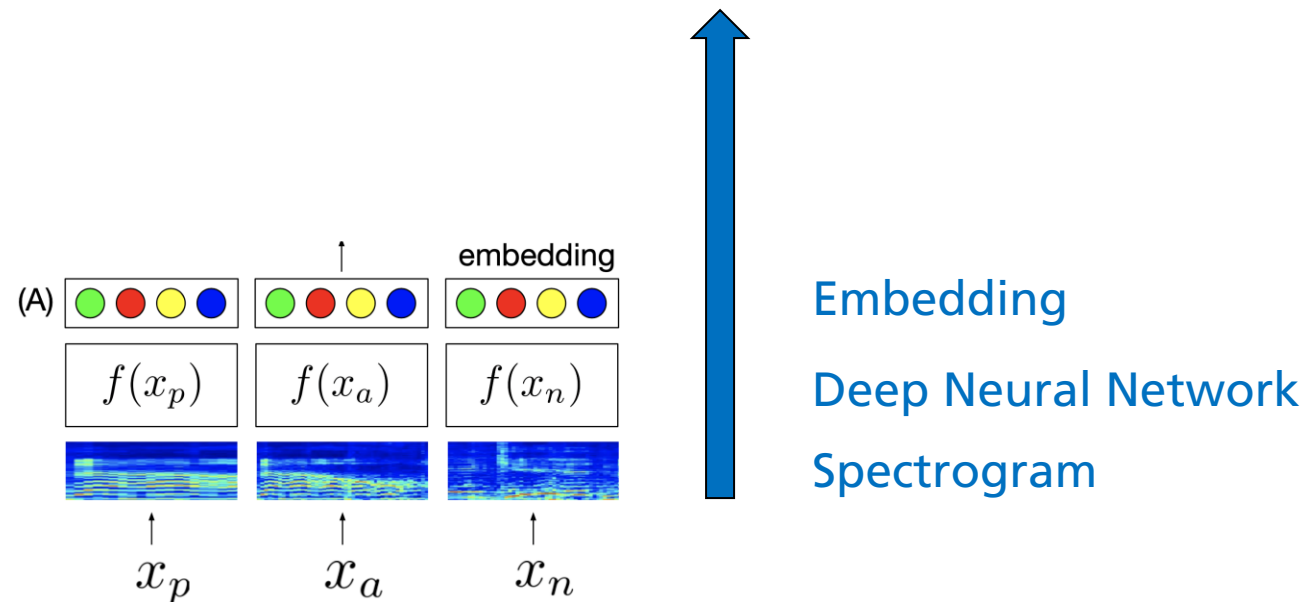 embedding
(A)
f(x_p) f(x_a) f(x_n)
x_p x_a x_n
Embedding
Deep Neural Network
Spectrogram